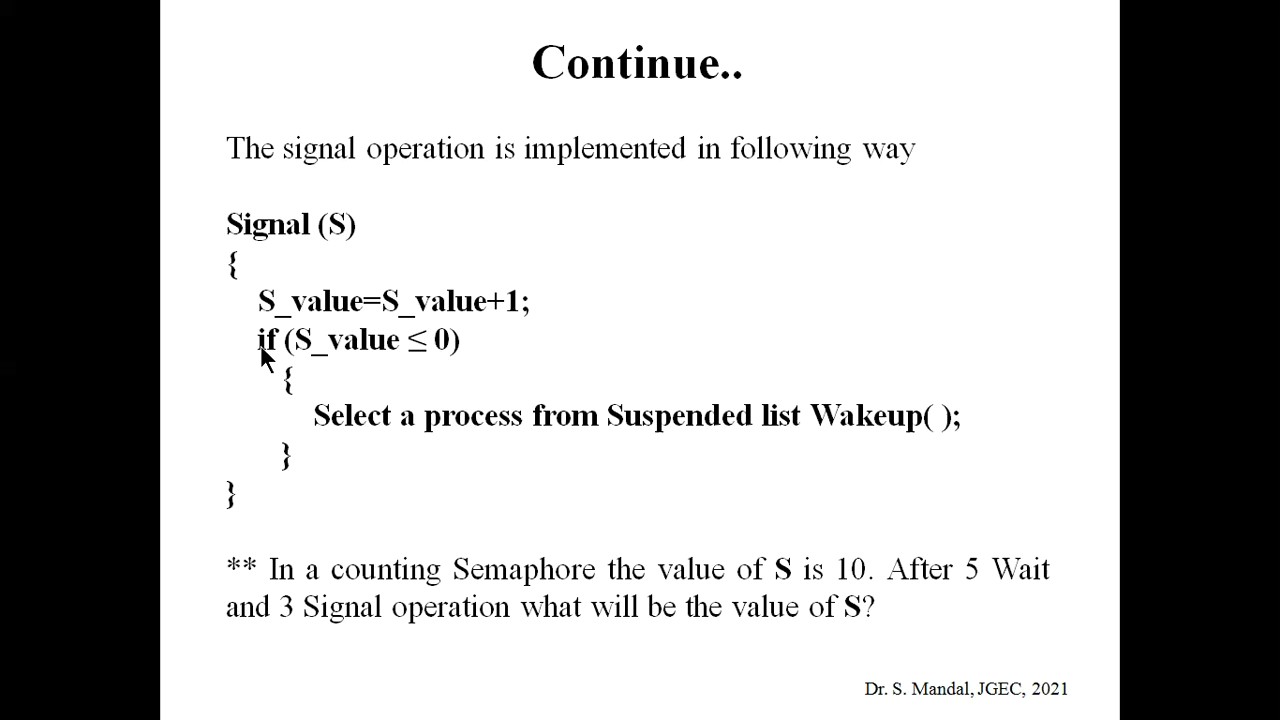 Continue..
The signal operation is implemented in following way
Signal (S)
{
S_value=S_value+1;
if (S_value ≤ 0)
{
Select a process from Suspended list Wakeup( );
}
}
** In a counting Semaphore the value of S is 10. After 5 Wait
and 3 Signal operation what will be the value of S?
Dr. S. Mandal, JGEC, 2021